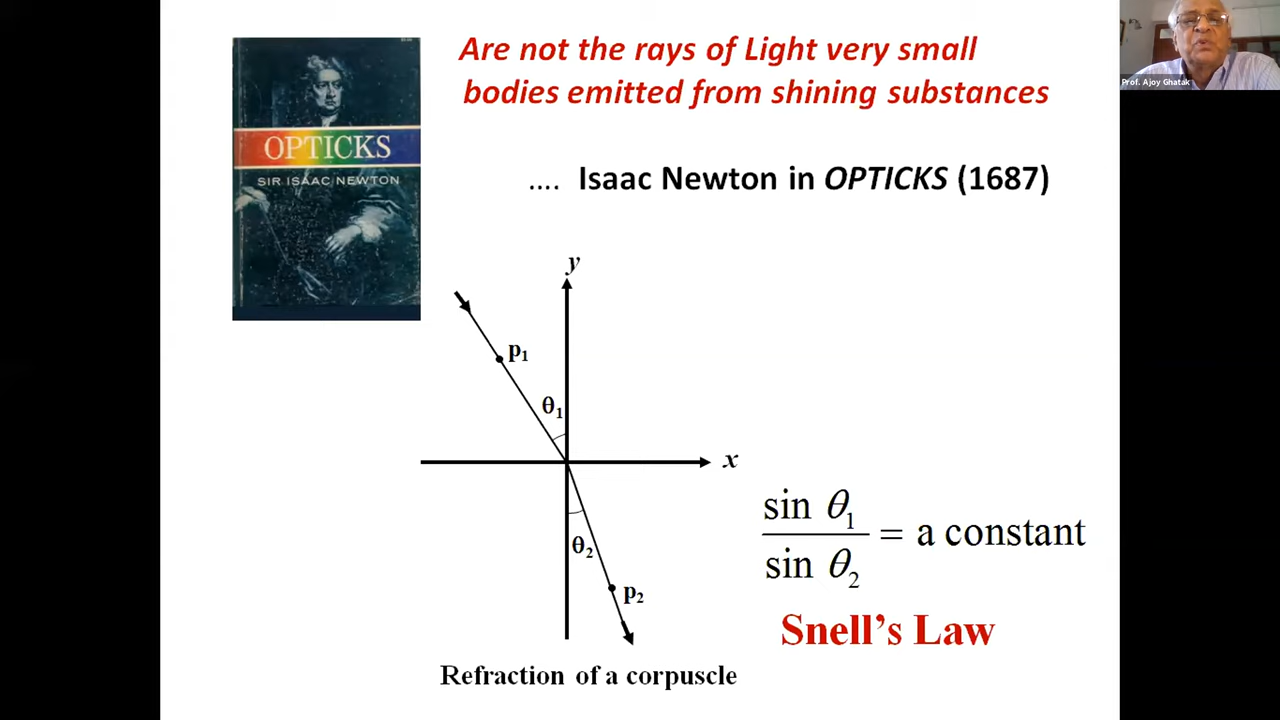 Are not the rays of Light very small
bodies emitted from shining substances
.... Isaac Newton in OPTICKS (1687)
OPTICKS
SIR ISAAC NEWTON
Prof. Ajoy Ghatak
y
p₁
θ₁
x
θ₂
p₂
sin θ₁
sin θ₂
= a constant
Snell’s Law
Refraction of a corpuscle